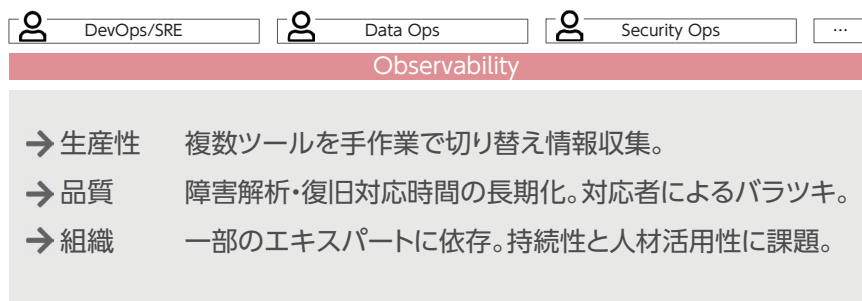 DevOps/SRE Data Ops Security Ops …
Observability
→ 生産性 複数ツールを手作業で切り替え情報収集。
→ 品質 障害解析・復旧対応時間の長期化。対応者によるバラツキ。
→ 組織 一部のエキスパートに依存。持続性と人材活用性に課題。